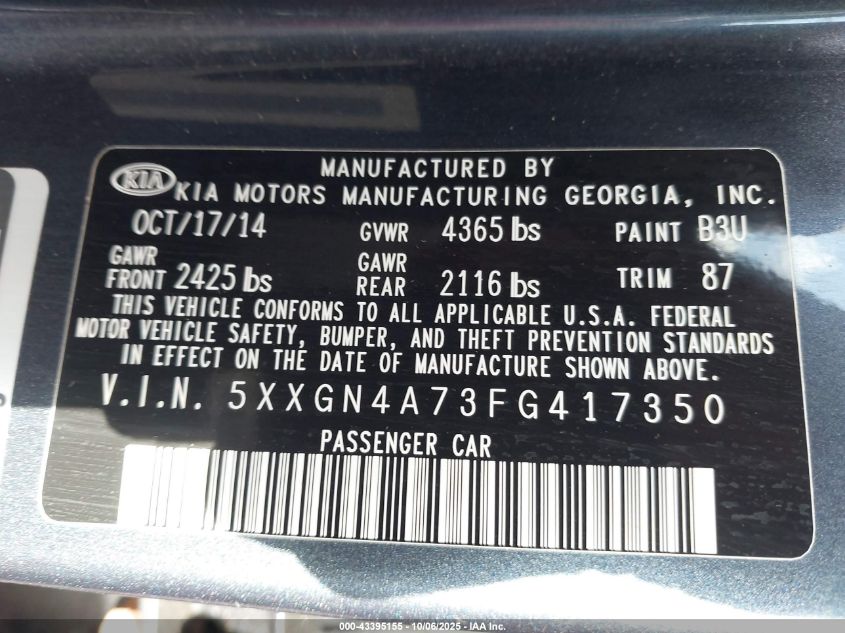 MANUFACTURED BY
KIA KIA MOTORS MANUFACTURING GEORGIA, INC.
OCT/17/14 GVWR 4365 lbs PAINT B3U
GAWR FRONT 2425 lbs GAWR REAR 2116 lbs TRIM 87
THIS VEHICLE CONFORMS TO ALL APPLICABLE U.S.A. FEDERAL
MOTOR VEHICLE SAFETY, BUMPER, AND THEFT PREVENTION STANDARDS
IN EFFECT ON THE DATE OF MANUFACTURE SHOWN ABOVE.
V.I.N. 5XXGN4A73FG417350
PASSENGER CAR
000-43395155 - 10/06/2025 - IAA Inc.